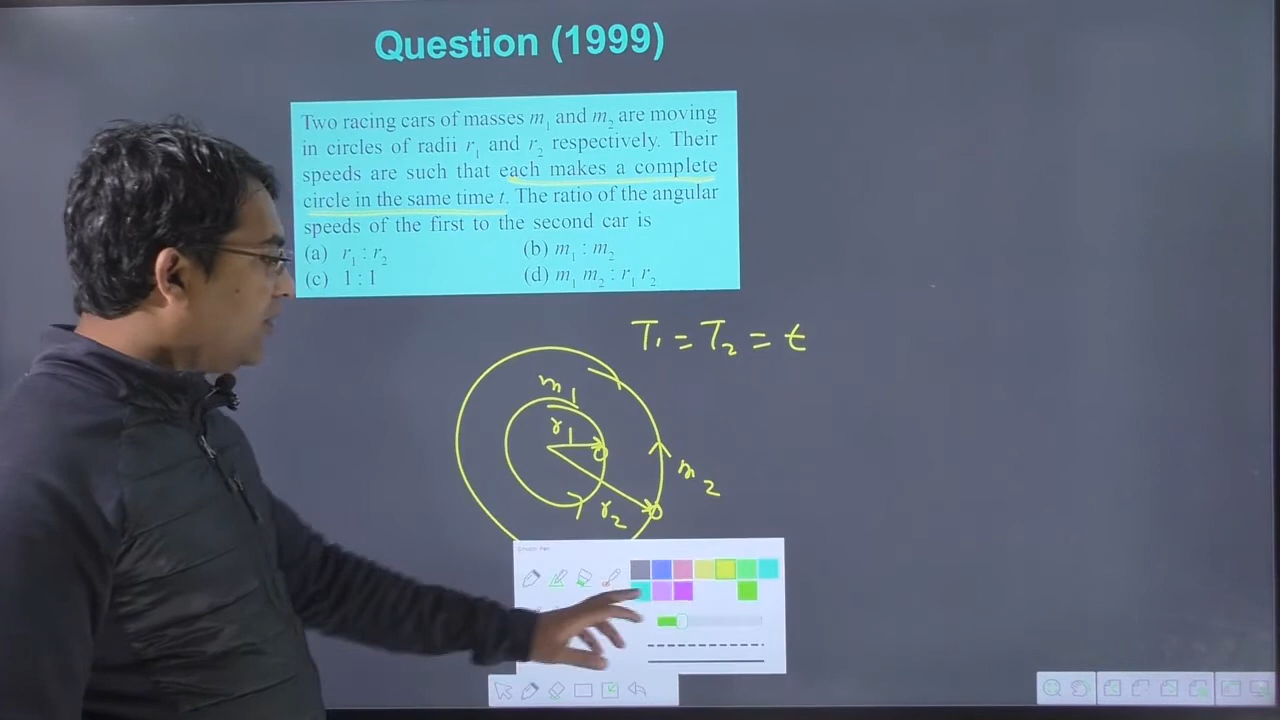 Question (1999)
Two racing cars of masses m₁ and m₂ are moving
in circles of radii r₁ and r₂ respectively. Their
speeds are such that each makes a complete
circle in the same time t. The ratio of the angular
speeds of the first to the second car is
(a) r₁ : r₂ (b) m₁ : m₂
(c) 1 : 1 (d) m₁ m₂ : r₁ r₂
T₁ = T₂ = t
m₁
r₁
m₂
r₂